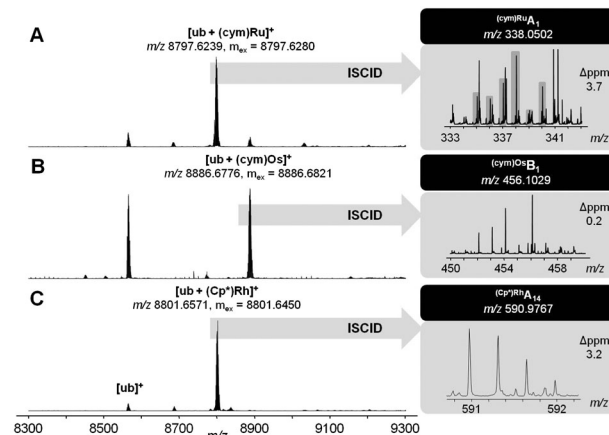 A
[ub + (cym)Ru]+
m/z 8797.6239, mex = 8797.6280
ISCID
(cym)RuA1
m/z 338.0502
Δppm
3.7
333 337 341 m/z
B
[ub + (cym)Os]+
m/z 8886.6776, mex = 8886.6821
ISCID
(cym)OsB1
m/z 456.1029
Δppm
0.2
450 454 458 m/z
C
[ub + (Cp*)Rh]+
m/z 8801.6571, mex = 8801.6450
ISCID
[ub]+
(Cp*)RhA14
m/z 590.9767
Δppm
3.2
591 592 m/z
8300 8500 8700 8900 9100 9300
m/z